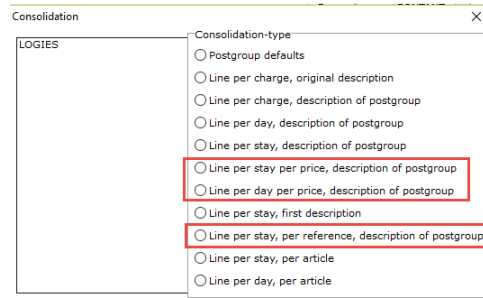 Consolidation
LOGIES
Consolidation-type
Postgroup defaults
Line per charge, original description
Line per charge, description of postgroup
Line per day, description of postgroup
Line per stay, description of postgroup
Line per stay per price, description of postgroup
Line per day per price, description of postgroup
Line per stay, first description
Line per stay, per reference, description of postgroup
Line per stay, per article
Line per day, per article